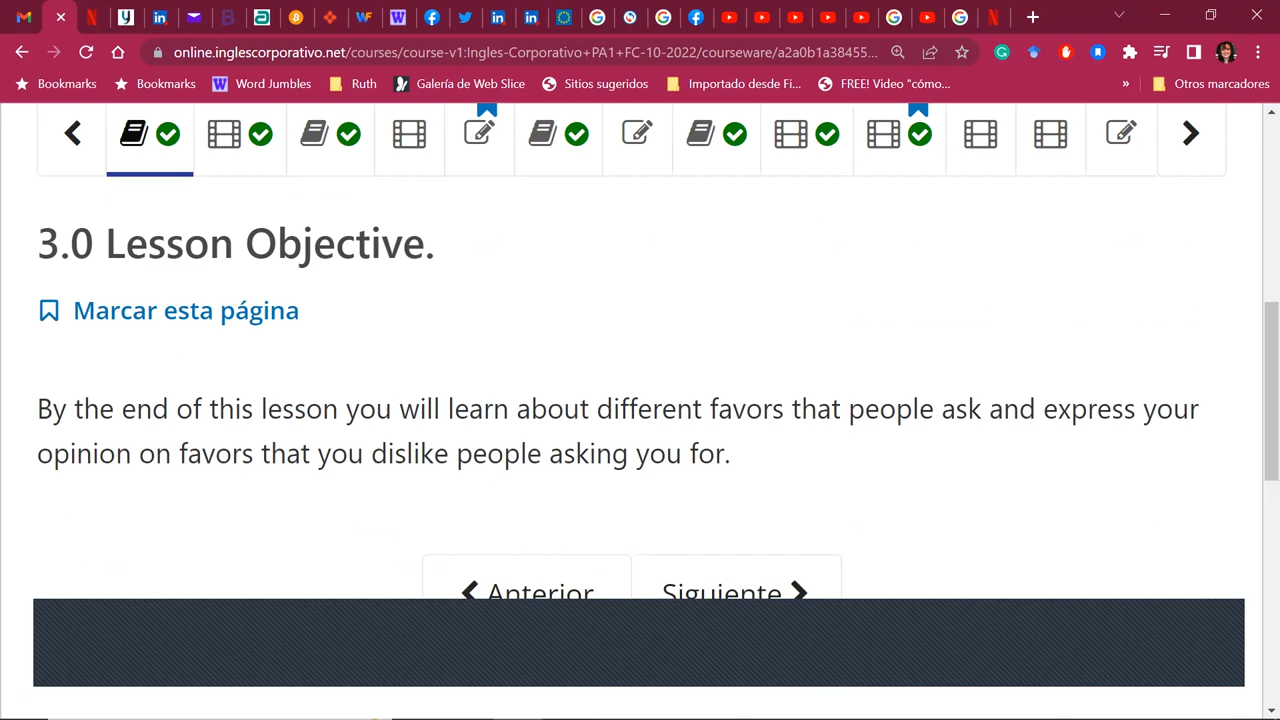 online.inglescorporativo.net/courses/course-v1:Ingles-Corporativo+PA1+FC-10-2022/courseware/a2a0b1a38455...
Bookmarks Bookmarks Word Jumbles Ruth Galería de Web Slice Sitios sugeridos Importado desde Fi... FREE! Video "cómo... » Otros marcadores
3.0 Lesson Objective.
Marcar esta página
By the end of this lesson you will learn about different favors that people ask and express your
opinion on favors that you dislike people asking you for.
Anterior Siguiente